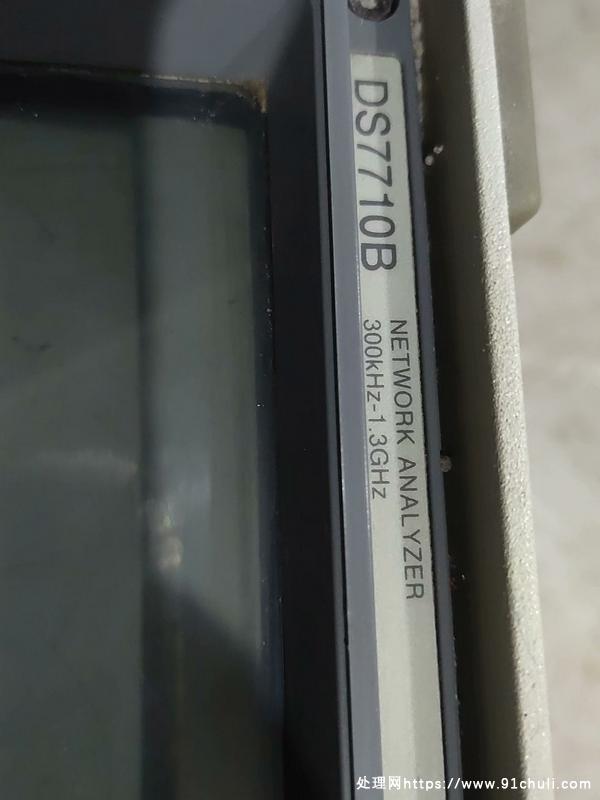 DS7710B
NETWORK ANALYZER
300kHz-1.3GHz
处理网https://www.91chuli.com/